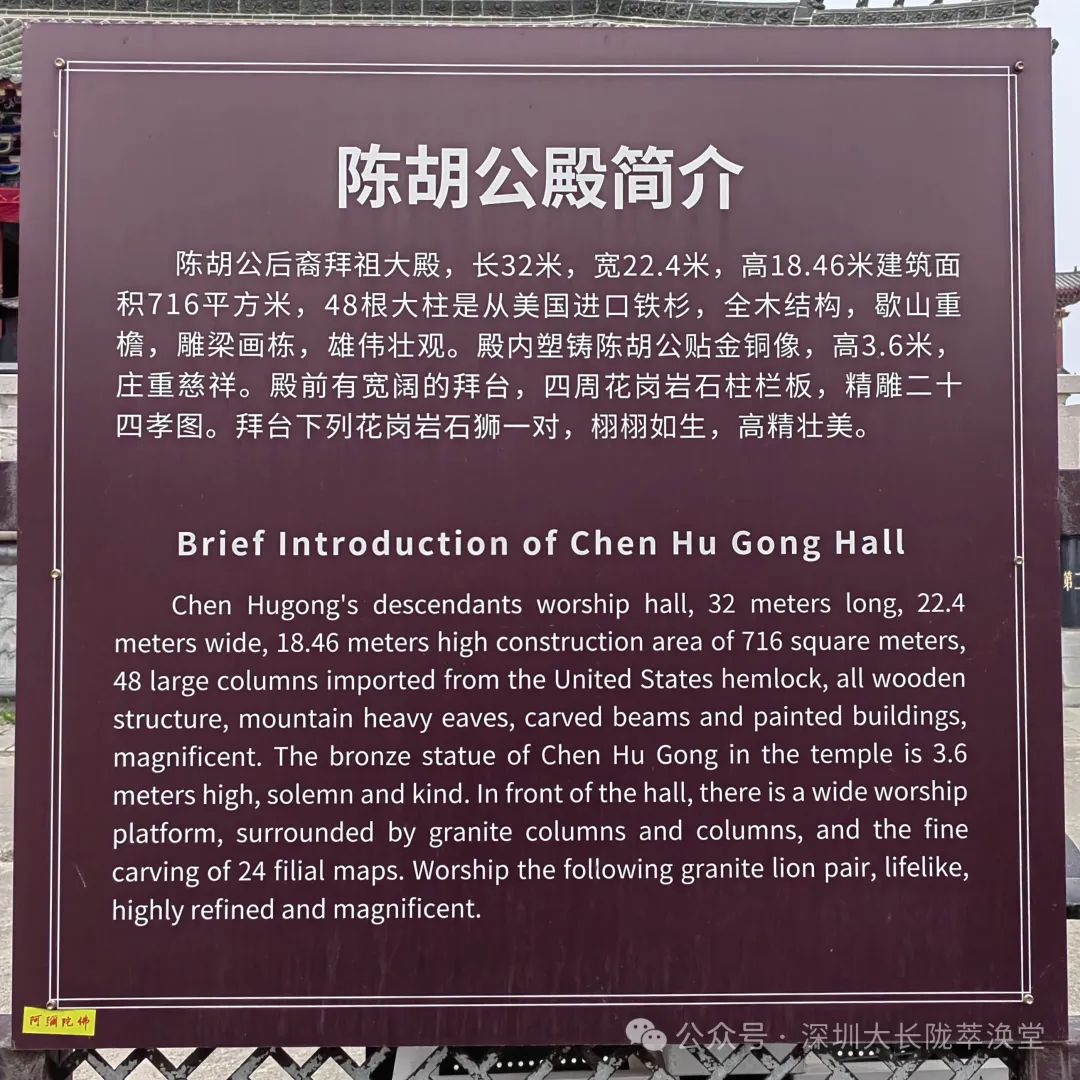 陈胡公殿简介
陈胡公后裔拜祖大殿，长32米，宽22.4米，高18.46米建筑面
积716平方米，48根大柱是从美国进口铁杉，全木结构，歇山重
檐，雕梁画栋，雄伟壮观。殿内塑铸陈胡公贴金铜像，高3.6米，
庄重慈祥。殿前有宽阔的拜台，四周花岗岩石柱栏板，精雕二十
四孝图。拜台下列花岗岩石狮一对，栩栩如生，高精壮美。
Brief Introduction of Chen Hu Gong Hall
Chen Hugong's descendants worship hall, 32 meters long, 22.4
meters wide, 18.46 meters high construction area of 716 square meters,
48 large columns imported from the United States hemlock, all wooden
structure, mountain heavy eaves, carved beams and painted buildings,
magnificent. The bronze statue of Chen Hu Gong in the temple is 3.6
meters high, solemn and kind. In front of the hall, there is a wide worship
platform, surrounded by granite columns and columns, and the fine
carving of 24 filial maps. Worship the following granite lion pair, lifelike,
highly refined and magnificent.
第二
阿彌陀佛
公众号·深圳大长陇萃涣堂